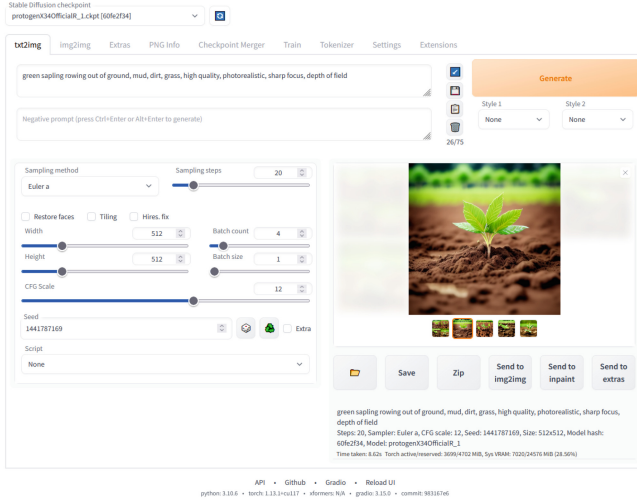 Stable Diffusion checkpoint
protogenX34OfficialR_1.ckpt [60fe2f34]
txt2img img2img Extras PNG Info Checkpoint Merger Train Tokenizer Settings Extensions
green sapling rowing out of ground, mud, dirt, grass, high quality, photorealistic, sharp focus, depth of field
Negative prompt (press Ctrl+Enter or Alt+Enter to generate)
26/75
Generate
Style 1 Style 2
None None
Sampling method Sampling steps 20
Euler a
Restore faces Tiling Hires. fix
Width 512 Batch count 4
Height 512 Batch size 1
CFG Scale 12
Seed
1441787169 Extra
Script
None
Save Zip Send to img2img Send to inpaint Send to extras
green sapling rowing out of ground, mud, dirt, grass, high quality, photorealistic, sharp focus,
depth of field
Steps: 20, Sampler: Euler a, CFG scale: 12, Seed: 1441787169, Size: 512x512, Model hash:
60fe2f34, Model: protogenX34OfficialR_1
Time taken: 8.62s Torch active/reserved: 3699/4702 MiB, Sys VRAM: 7020/24576 MiB (28.56%)
API • Github • Gradio • Reload UI
python: 3.10.6 • torch: 1.13.1+cu117 • xformers: N/A • gradio: 3.15.0 • commit: 983167e6